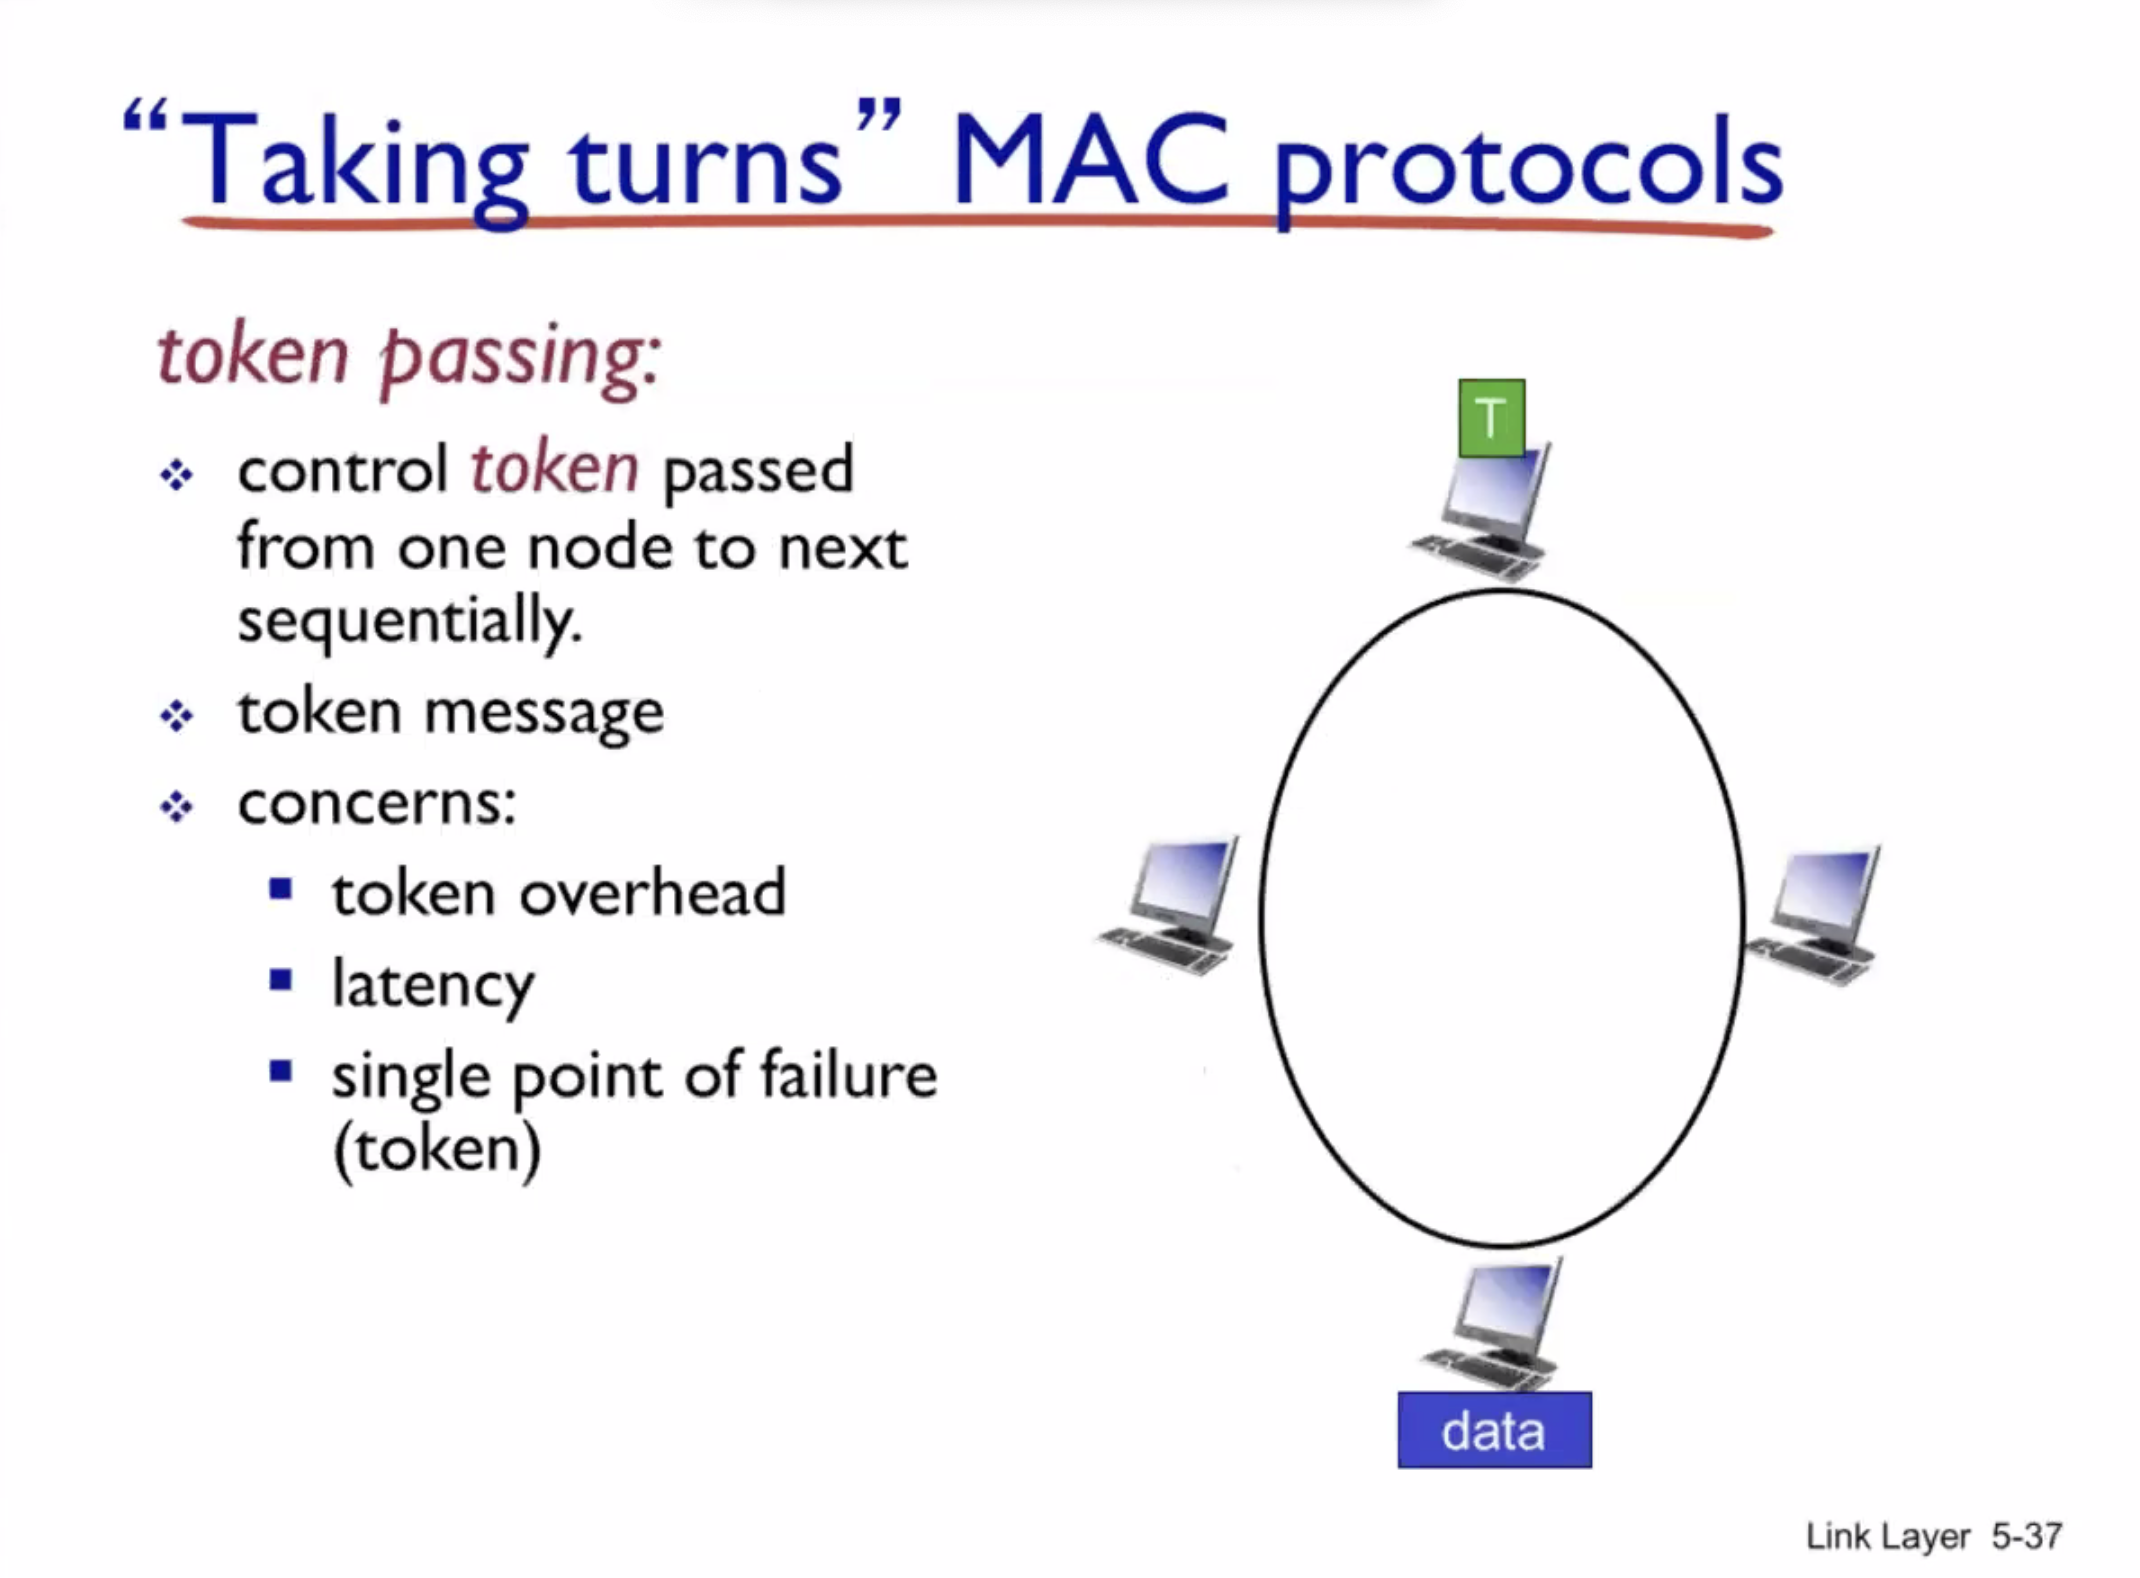 “Taking turns” MAC protocols
token passing:
control token passed
from one node to next
sequentially.
token message
concerns:
token overhead
latency
single point of failure
(token)
T
data
Link Layer 5-37